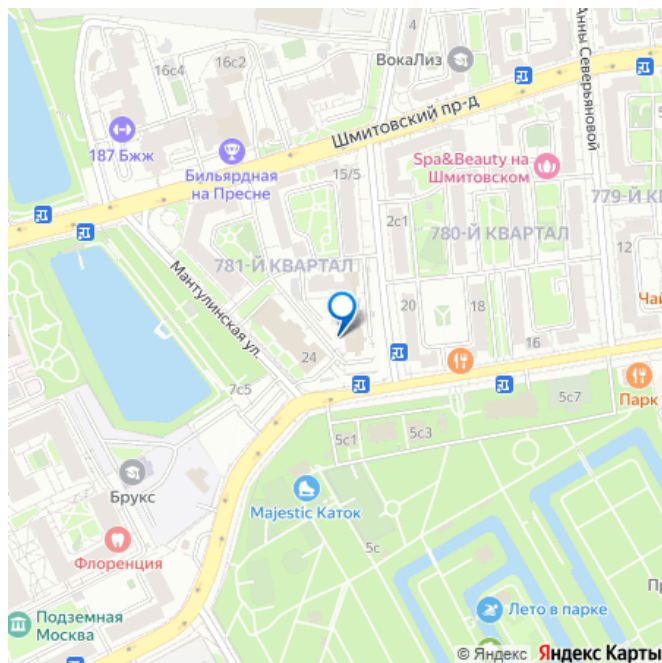 4
16с2
16с4
ВокаЛиз
Анны Северьяновой
Шмитовский пр-д
187 Бжж
Бильярдная
на Пресне
15/5
Spa&Beauty на
Шмитовском
779-Й К
2с1
780-Й КВАРТАЛ
12
781-Й КВАРТАЛ
Мантулинская ул.
20
18
Чай
16
24
7с5
5с7
Парк
5с1
5с3
Брукс
Majestic Каток
Флоренция
5с
Подземная
Москва
Лето в парке
© Яндекс Яндекс Карты